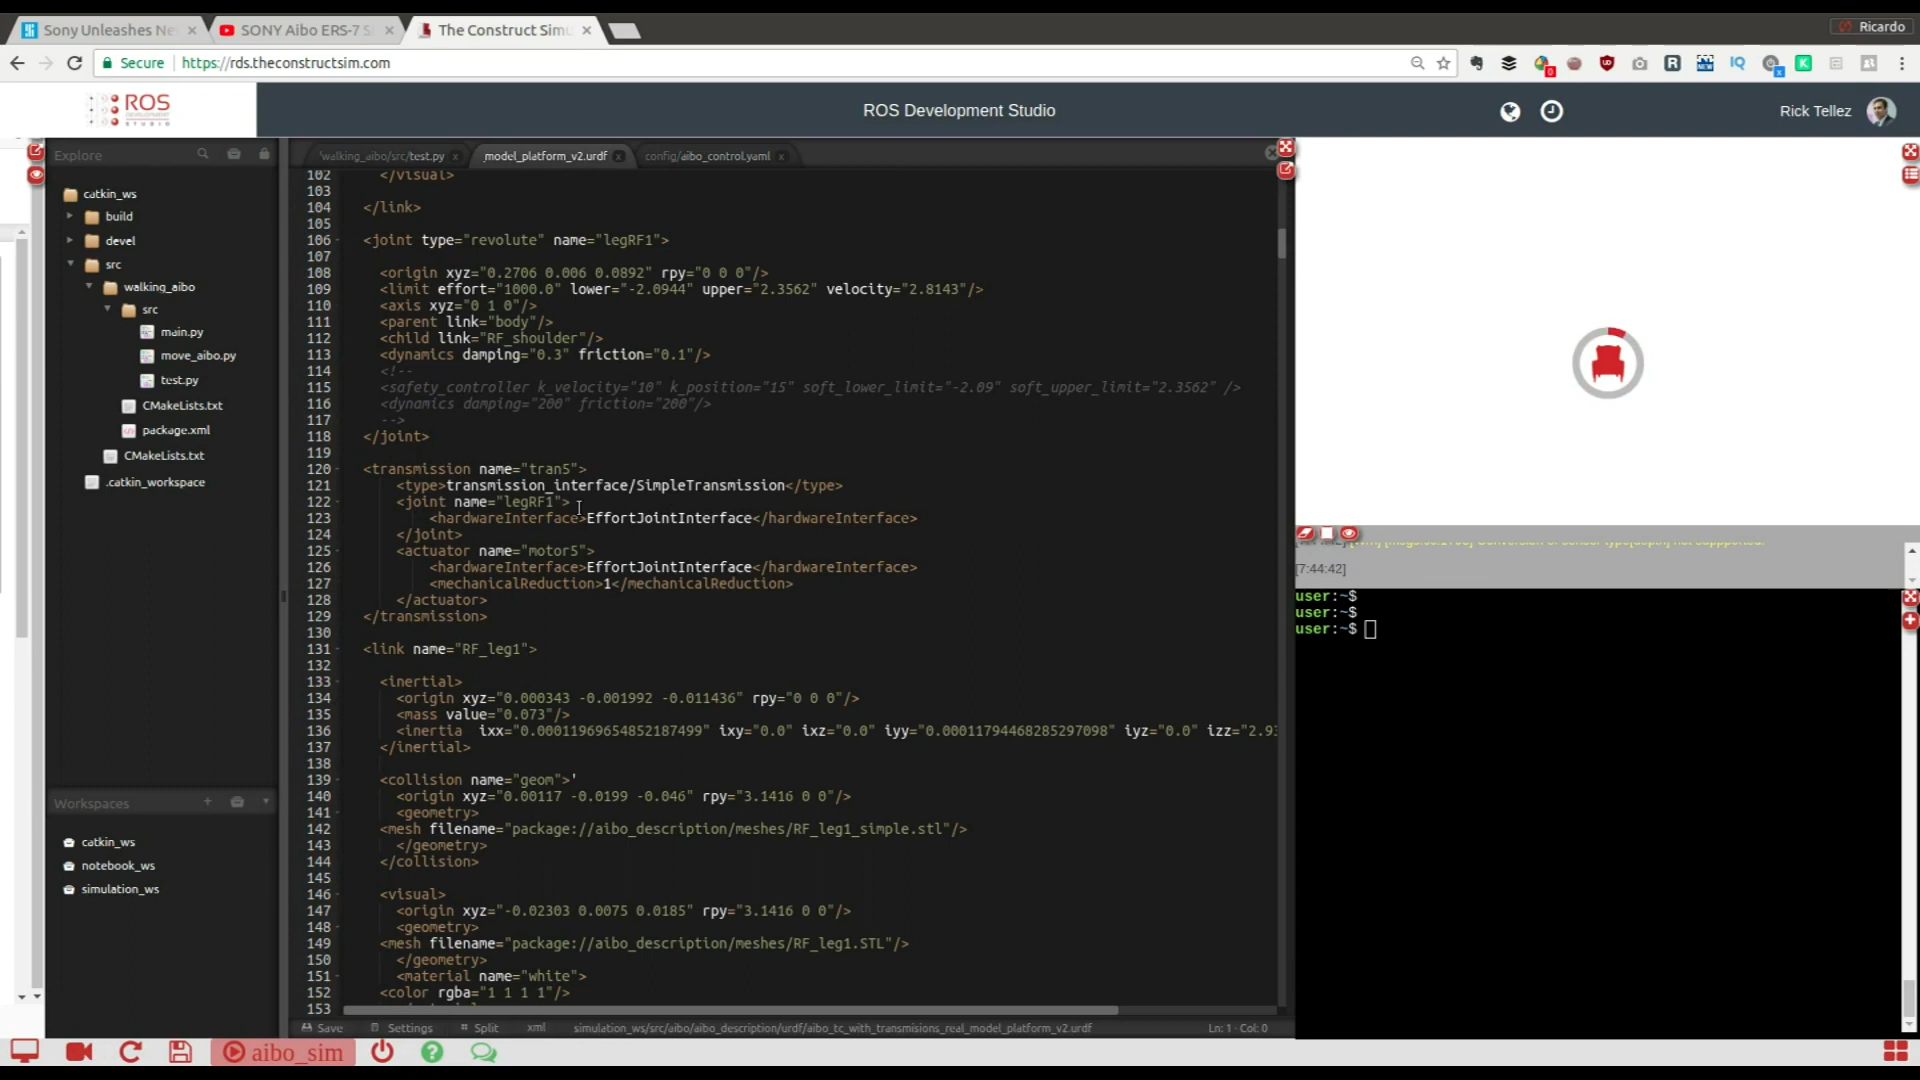 Sony Unleashes Ne
SONY Aibo ERS-7 S
The Construct Simu
Ricardo
Secure
https://rds.theconstructsim.com
ROS
DEVELOPMENT
STUDIO
ROS Development Studio
Rick Tellez
Explore
walking_aibo/src/test.py
model_platform_v2.urdf
config/aibo_control.yaml
catkin_ws
build
devel
src
walking_aibo
src
main.py
move_aibo.py
test.py
CMakeLists.txt
package.xml
CMakeLists.txt
.catkin_workspace
Workspaces
catkin_ws
notebook_ws
simulation_ws
102 </visual>
103
104 </link>
105
106 <joint type="revolute" name="legRF1">
107
108 <origin xyz="0.2706 0.006 0.0892" rpy="0 0 0"/>
109 <limit effort="1000.0" lower="-2.0944" upper="2.3562" velocity="2.8143"/>
110 <axis xyz="0 1 0"/>
111 <parent link="body"/>
112 <child link="RF_shoulder"/>
113 <dynamics damping="0.3" friction="0.1"/>
114 <!--
115 <safety_controller k_velocity="10" k_position="15" soft_lower_limit="-2.09" soft_upper_limit="2.3562" />
116 <dynamics damping="200" friction="200"/>
117 -->
118 </joint>
119
120 <transmission name="tran5">
121 <type>transmission_interface/SimpleTransmission</type>
122 <joint name="legRF1">
123 <hardwareInterface>EffortJointInterface</hardwareInterface>
124 </joint>
125 <actuator name="motor5">
126 <hardwareInterface>EffortJointInterface</hardwareInterface>
127 <mechanicalReduction>1</mechanicalReduction>
128 </actuator>
129 </transmission>
130
131 <link name="RF_leg1">
132
133 <inertial>
134 <origin xyz="0.000343 -0.001992 -0.011436" rpy="0 0 0"/>
135 <mass value="0.073"/>
136 <inertia ixx="0.00011969654852187499" ixy="0.0" ixz="0.0" iyy="0.00011794468285297098" iyz="0.0" izz="2.93
137 </inertial>
138
139 <collision name="geom">'
140 <origin xyz="0.00117 -0.0199 -0.046" rpy="3.1416 0 0"/>
141 <geometry>
142 <mesh filename="package://aibo_description/meshes/RF_leg1_simple.stl"/>
143 </geometry>
144 </collision>
145
146 <visual>
147 <origin xyz="-0.02303 0.0075 0.0185" rpy="3.1416 0 0"/>
148 <geometry>
149 <mesh filename="package://aibo_description/meshes/RF_leg1.STL"/>
150 </geometry>
151 <material name="white">
152 <color rgba="1 1 1 1"/>
153
Save
Settings
Split
xml
simulation_ws/src/aibo/aibo_description/urdf/aibo_tc_with_transmisions_real_model_platform_v2.urdf
Ln: 1 · Col: 0
[7:44:42]
user:~$
user:~$
user:~$
aibo_sim